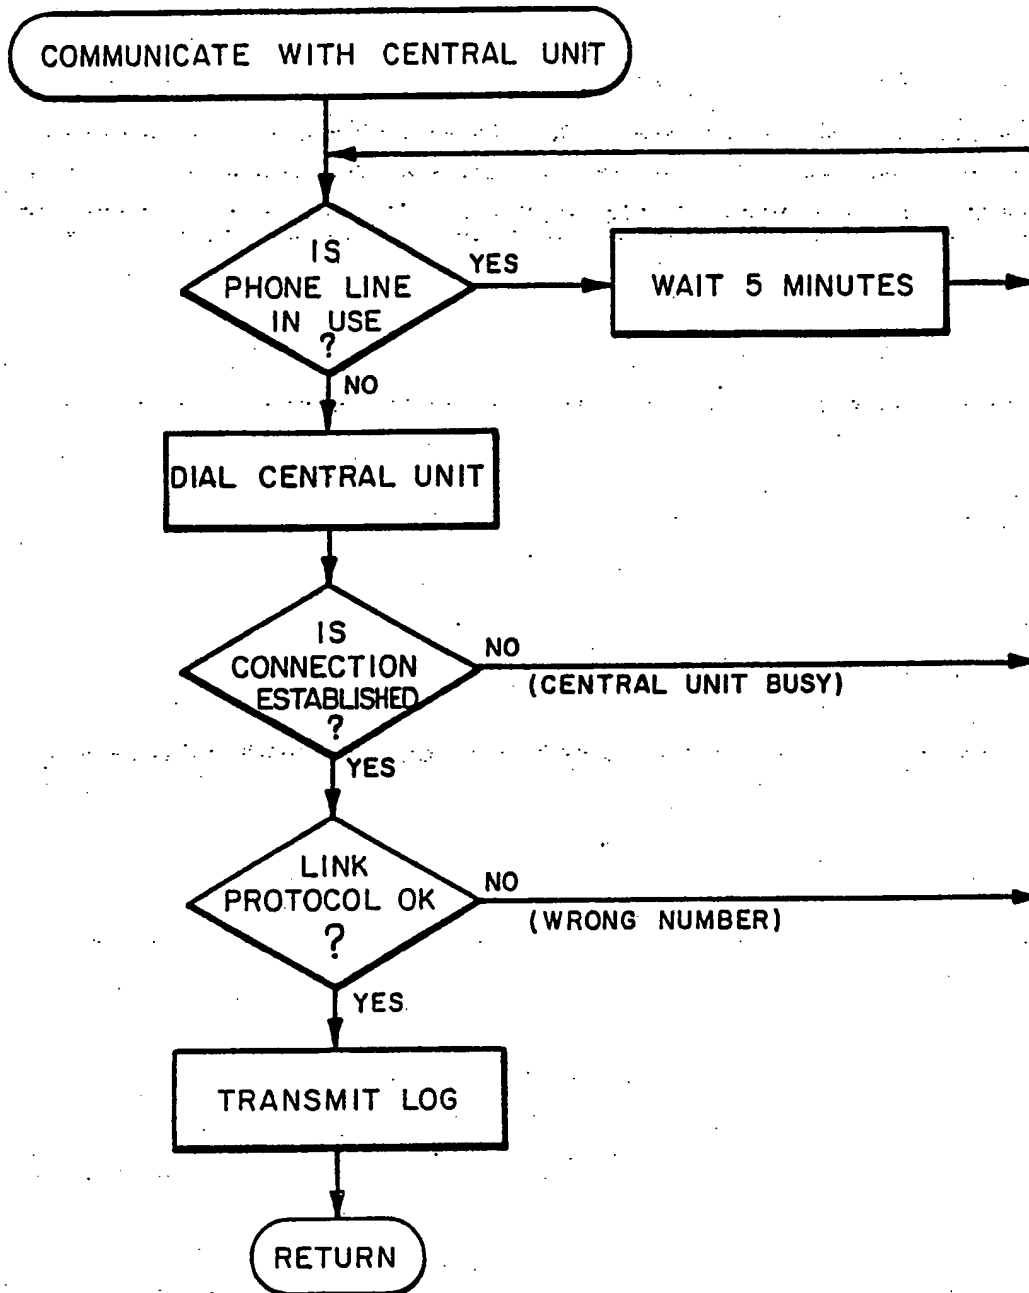 COMMUNICATE WITH CENTRAL UNIT
IS
PHONE LINE
IN USE
?
YES
WAIT 5 MINUTES
NO
DIAL CENTRAL UNIT
IS
CONNECTION
ESTABLISHED
?
NO
(CENTRAL UNIT BUSY)
YES
LINK
PROTOCOL OK
?
NO
(WRONG NUMBER)
YES
TRANSMIT LOG
RETURN